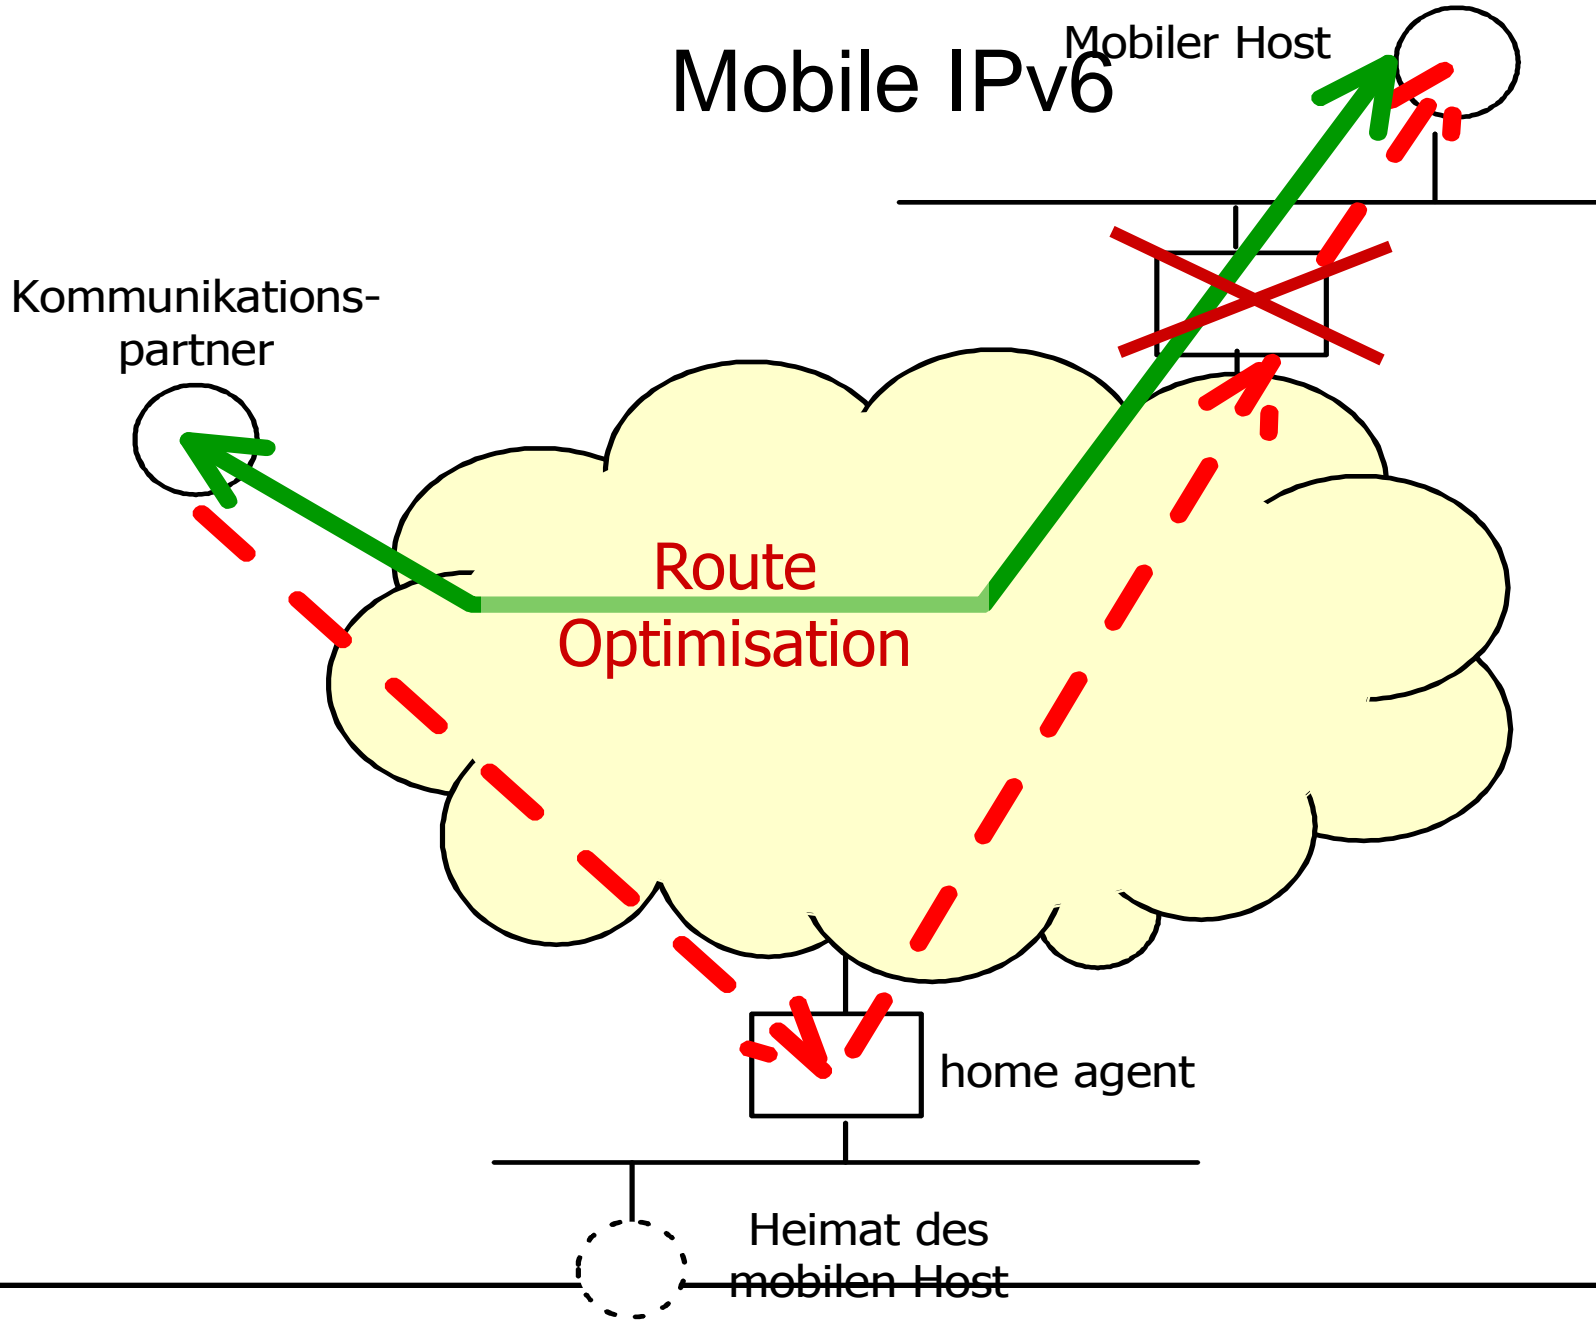 Mobiler Host
Mobile IPv6
Kommunikations-
partner
Route
Optimisation
home agent
Heimat des
mobilen Host